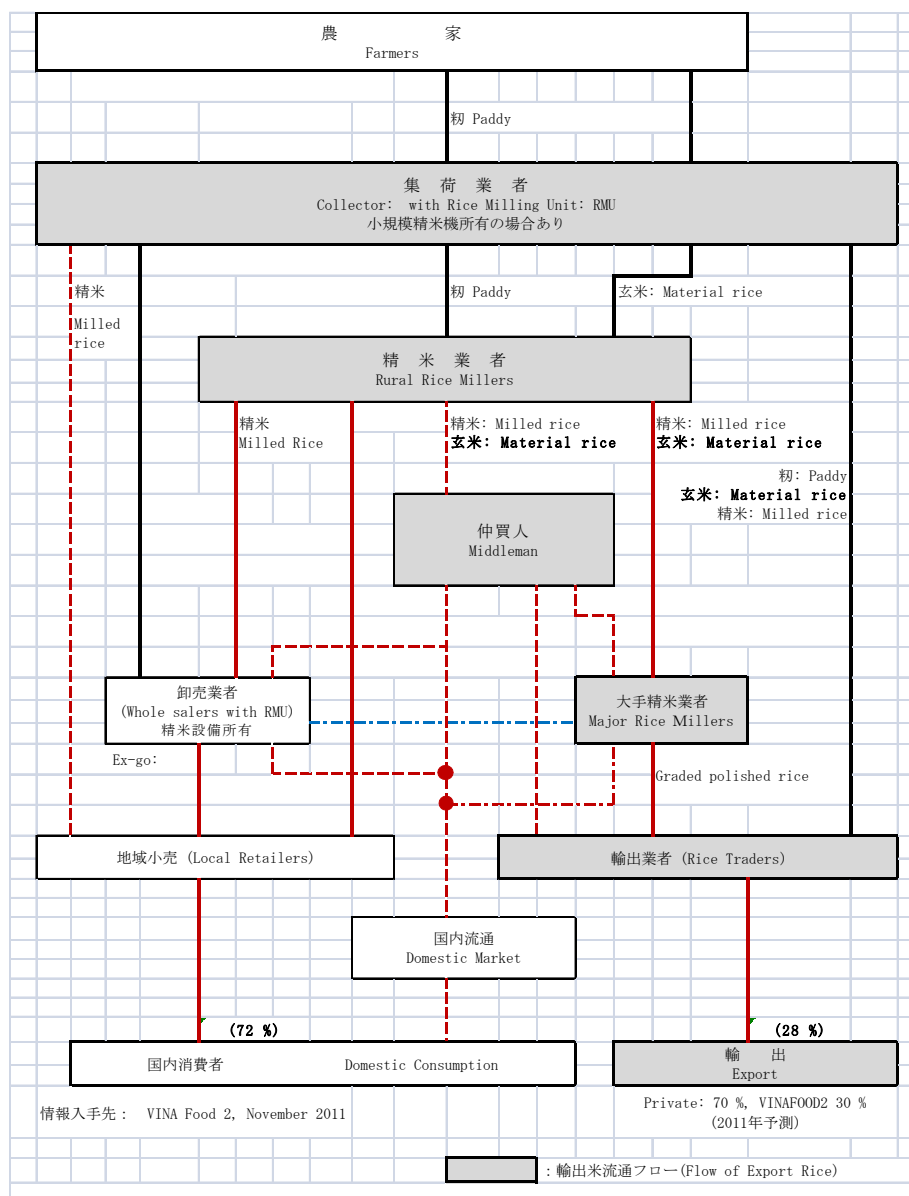 農　　　　家
Farmers
籾 Paddy
集　荷　業　者
Collector:　with Rice Milling Unit: RMU
小規模精米機所有の場合あり
精米
Milled
rice
籾 Paddy
玄米: Material rice
精　米　業　者
Rural Rice Millers
精米
Milled Rice
精米: Milled rice
玄米: Material rice
精米: Milled rice
玄米: Material rice
籾: Paddy
玄米: Material rice
精米: Milled rice
仲買人
Middleman
卸売業者
(Whole salers with RMU)
精米設備所有
大手精米業者
Major Rice Millers
Ex-go:
Graded polished rice
地域小売 (Local Retailers)
輸出業者 (Rice Traders)
国内流通
Domestic Market
(72 %)
(28 %)
国内消費者　　　　Domestic Consumption
輸　出
Export
情報入手先：　VINA Food 2, November 2011
Private: 70 %, VINAFOOD2 30 %
(2011年予測)
：輸出米流通フロー(Flow of Export Rice)